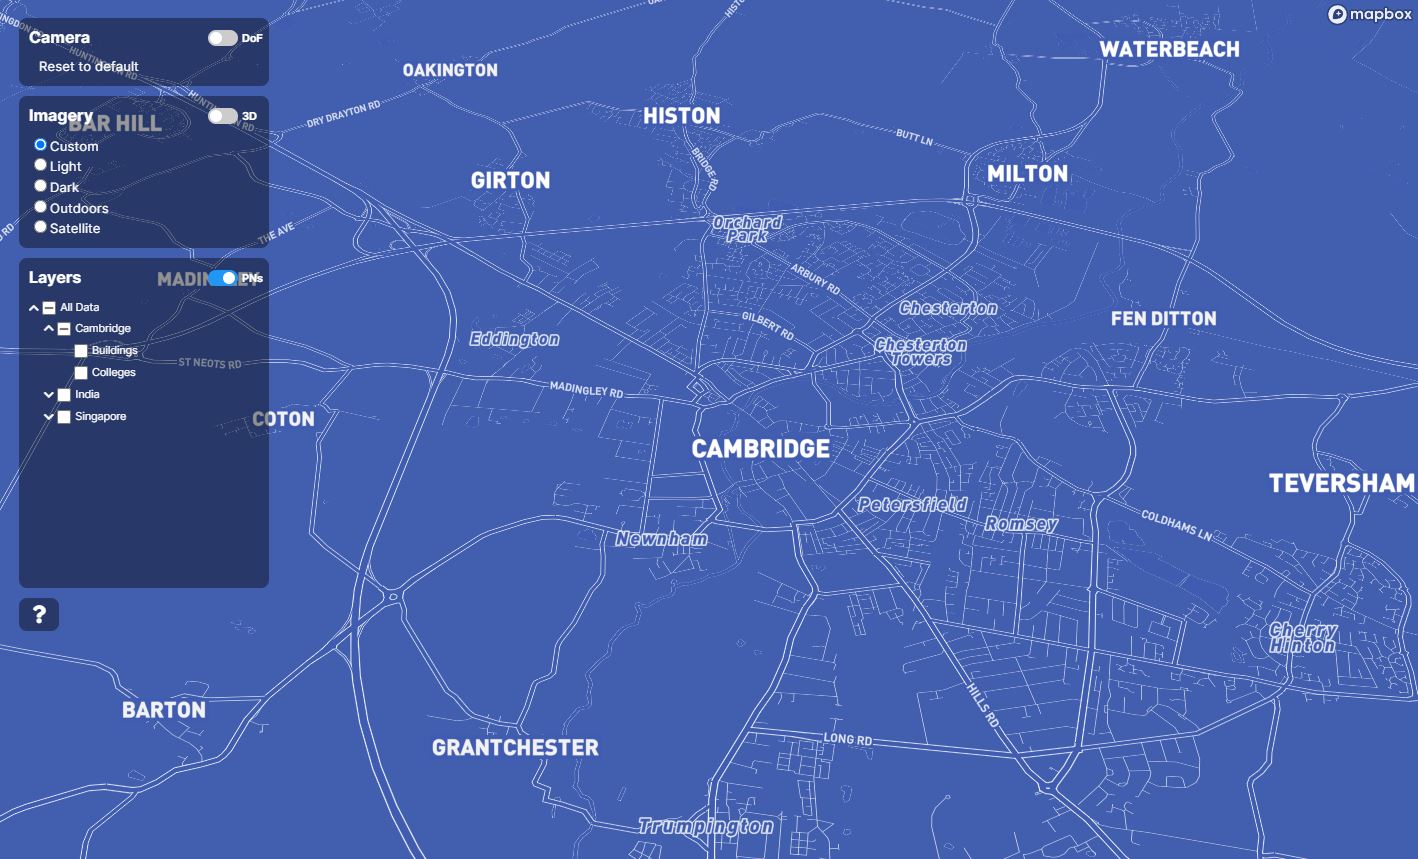 Camera
DoF
Reset to default
Imagery
3D
Custom
Light
Dark
Outdoors
Satellite
Layers
PNs
All Data
Cambridge
Buildings
Colleges
India
Singapore
?
mapbox
WATERBEACH
OAKINGTON
HUNTINGDON RD
DRY DRAYTON RD
HISTON
BAR HILL
BUTT LN
BRIDGE RD
MILTON
GIRTON
Orchard
Park
THE AVE
ARBURY RD
Chesterton
FEN DITTON
GILBERT RD
Eddington
Chesterton
Towers
ST NEOTS RD
MADINGLEY RD
COTON
CAMBRIDGE
TEVERSHAM
Petersfield
Romsey
COLDHAMS LN
Newnham
Cherry
Hinton
HILLS RD
BARTON
LONG RD
GRANTCHESTER
Trumpington